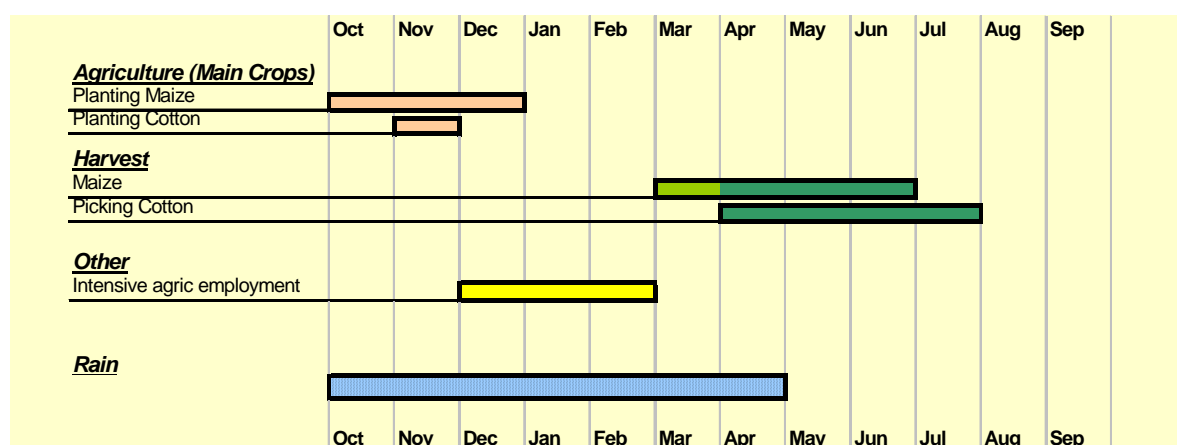 Oct Nov Dec Jan Feb Mar Apr May Jun Jul Aug Sep
Agriculture (Main Crops)
Planting Maize
Planting Cotton
Harvest
Maize
Picking Cotton
Other
Intensive agric employment
Rain
Oct Nov Dec Jan Feb Mar Apr May Jun Jul Aug Sep